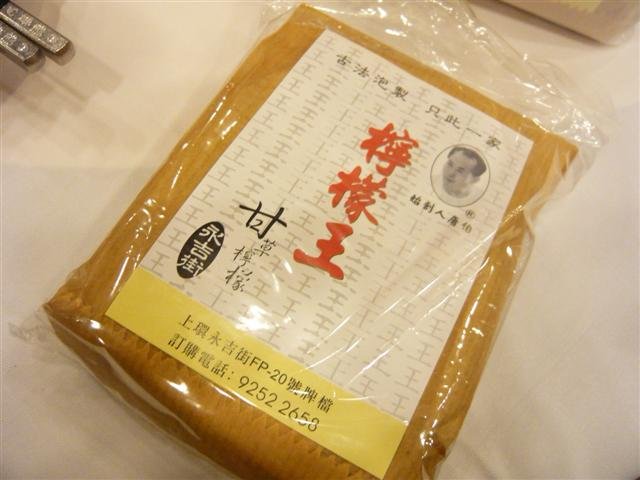 古法泡製 只此一家
檸檬王
®
始創人唐伯
甘草檸檬
永吉街
上環永吉街FP-20號牌檔
訂購電話：9252 2658